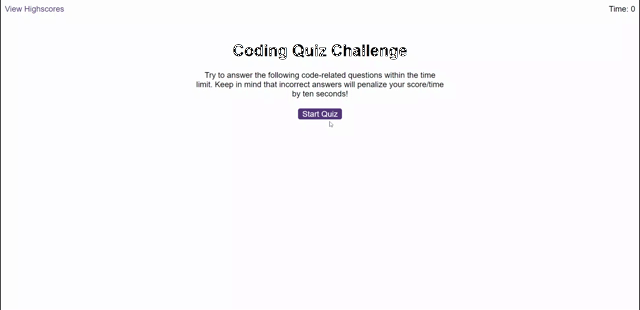 View Highscores
Time: 0
Coding Quiz Challenge
Try to answer the following code-related questions within the time
limit. Keep in mind that incorrect answers will penalize your score/time
by ten seconds!
Start Quiz